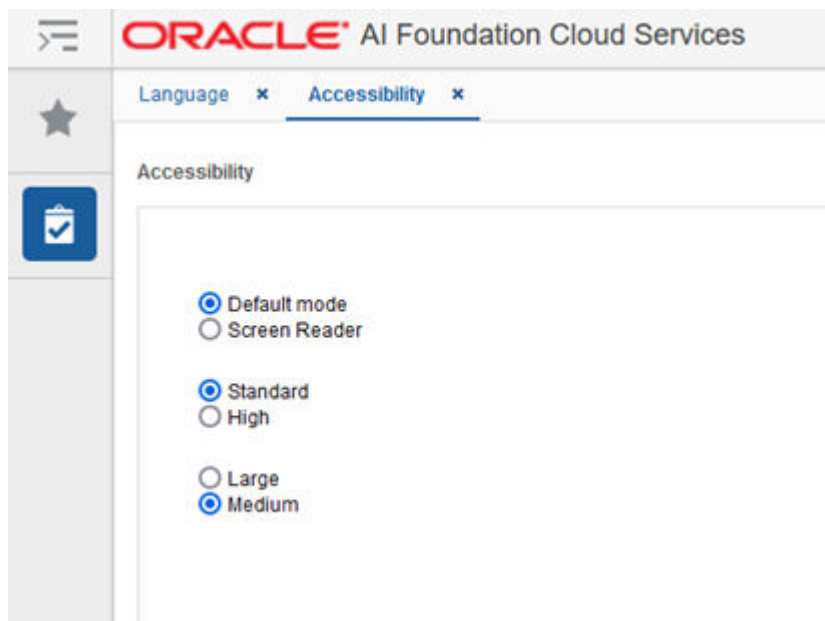 ORACLE AI Foundation Cloud Services
Language Accessibility
Accessibility
Default mode
Screen Reader
Standard
High
Large
Medium